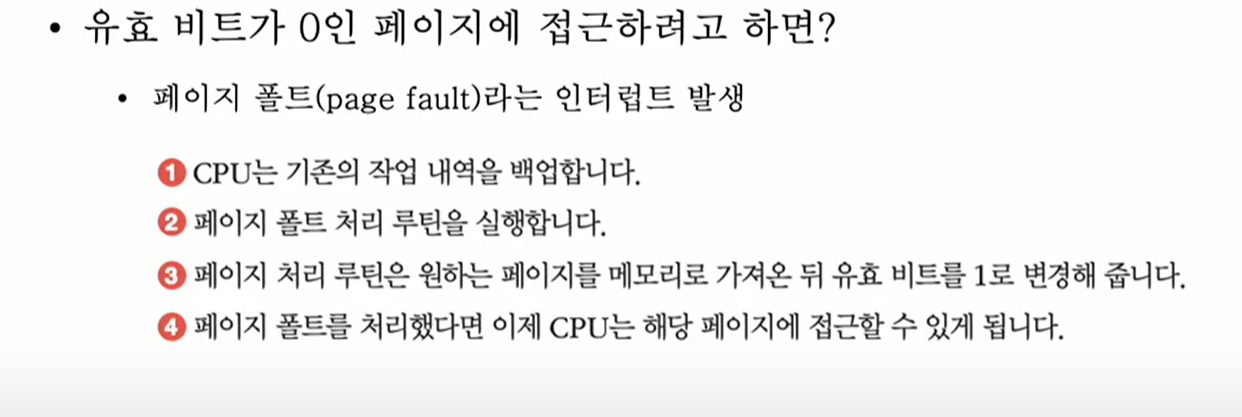 • 유효 비트가 0인 페이지에 접근하려고 하면?
• 페이지 폴트(page fault)라는 인터럽트 발생
1 CPU는 기존의 작업 내역을 백업합니다.
2 페이지 폴트 처리 루틴을 실행합니다.
3 페이지 처리 루틴은 원하는 페이지를 메모리로 가져온 뒤 유효 비트를 1로 변경해 줍니다.
4 페이지 폴트를 처리했다면 이제 CPU는 해당 페이지에 접근할 수 있게 됩니다.